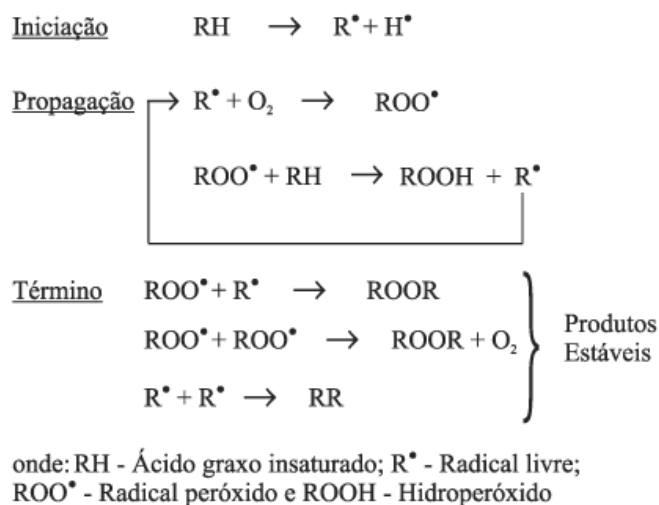 Iniciação RH → R• + H•
Propagação → R• + O₂ → ROO•
ROO• + RH → ROOH + R•
Término ROO• + R• → ROOR
ROO• + ROO• → ROOR + O₂
R• + R• → RR
Produtos
Estáveis
onde: RH - Ácido graxo insaturado; R• - Radical livre;
ROO• - Radical peróxido e ROOH - Hidroperóxido